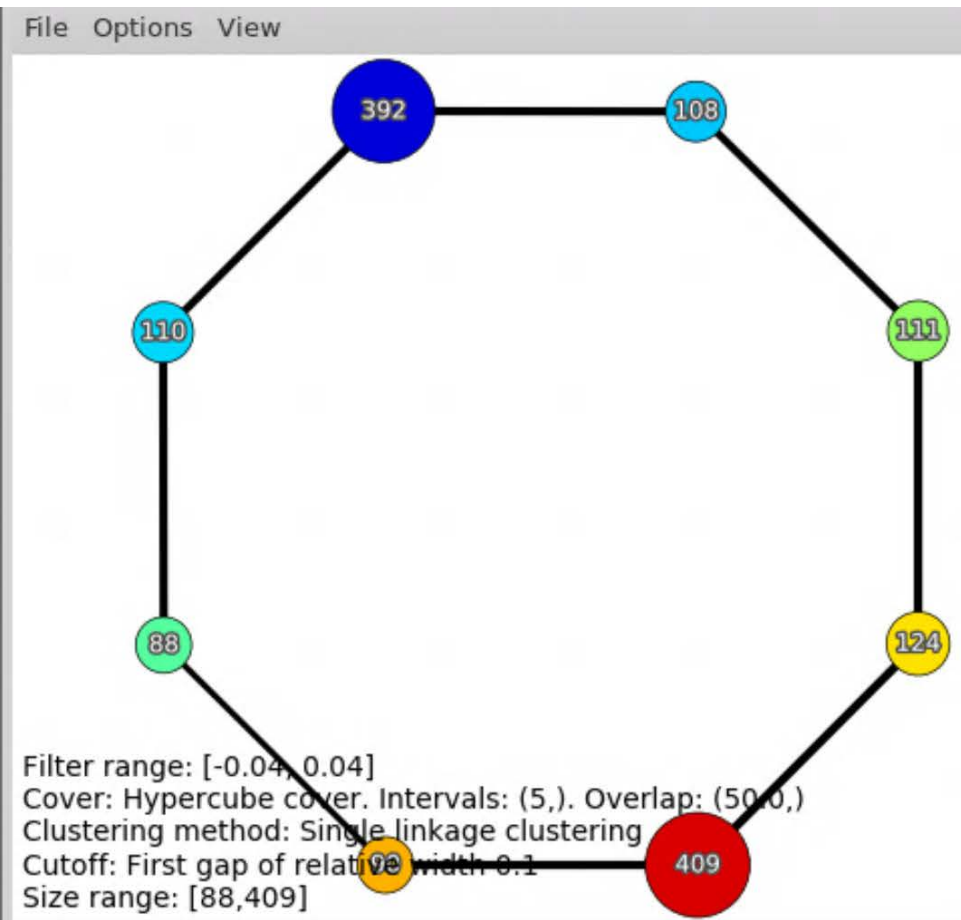 File Options View
392
108
110
111
88
124
Filter range: [-0.04, 0.04]
Cover: Hypercube cover. Intervals: (5,). Overlap: (50.0,)
Clustering method: Single linkage clustering
Cutoff: First gap of relative width 0.1
409
Size range: [88,409]